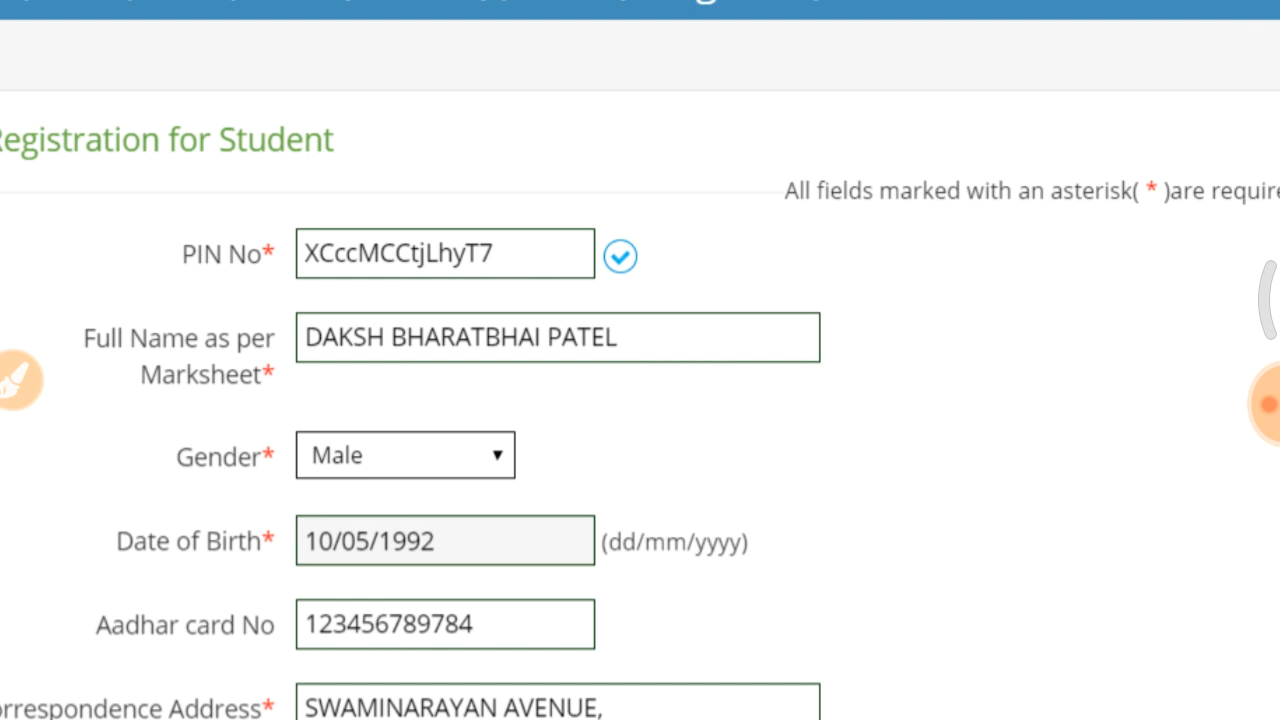 Registration for Student
All fields marked with an asterisk( * )are require
PIN No* XCccMCCtjLhyT7
Full Name as per Marksheet* DAKSH BHARATBHAI PATEL
Gender* Male
Date of Birth* 10/05/1992 (dd/mm/yyyy)
Aadhar card No 123456789784
orrespondence Address* SWAMINARAYAN AVENUE,